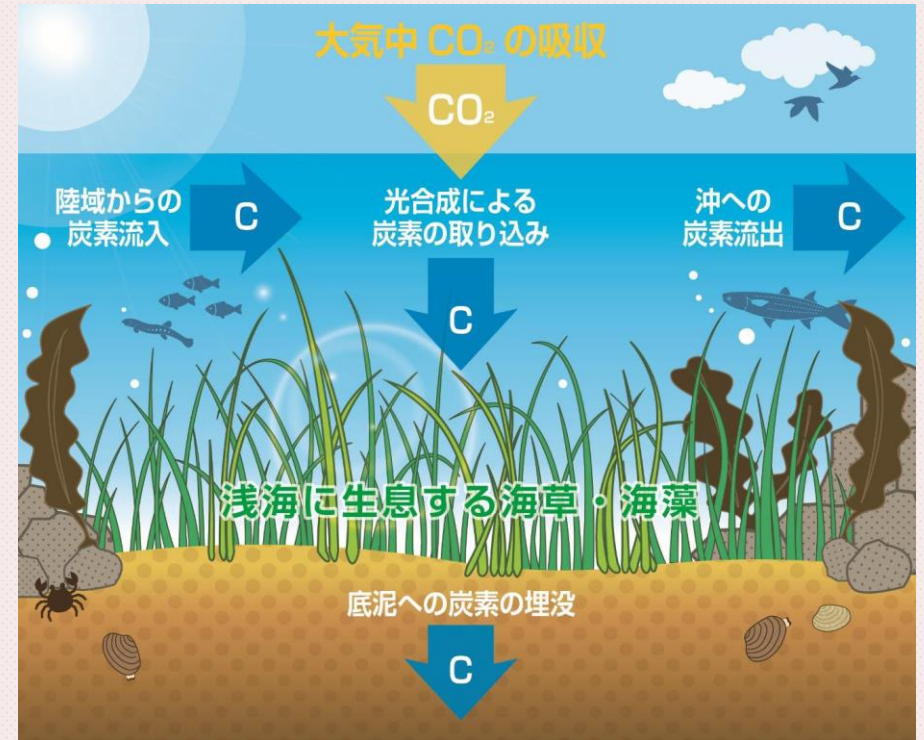 大気中 CO₂ の吸収
CO₂
陸域からの
炭素流入
C
光合成による
炭素の取り込み
C
沖への
炭素流出
C
浅海に生息する海草・海藻
底泥への炭素の埋没
C